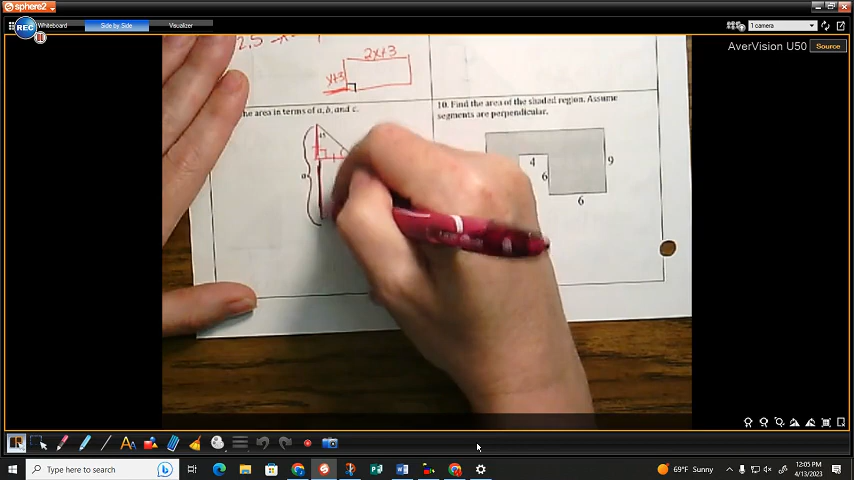 sphere2
REC
Whiteboard
Side by Side
Visualizer
1 camera
AverVision U50
Source
2.5
2x+3
y+3
the area in terms of a, b, and c.
45
a
10. Find the area of the shaded region. Assume
segments are perpendicular.
4
6
9
6
Type here to search
69°F Sunny
12:05 PM
4/13/2023